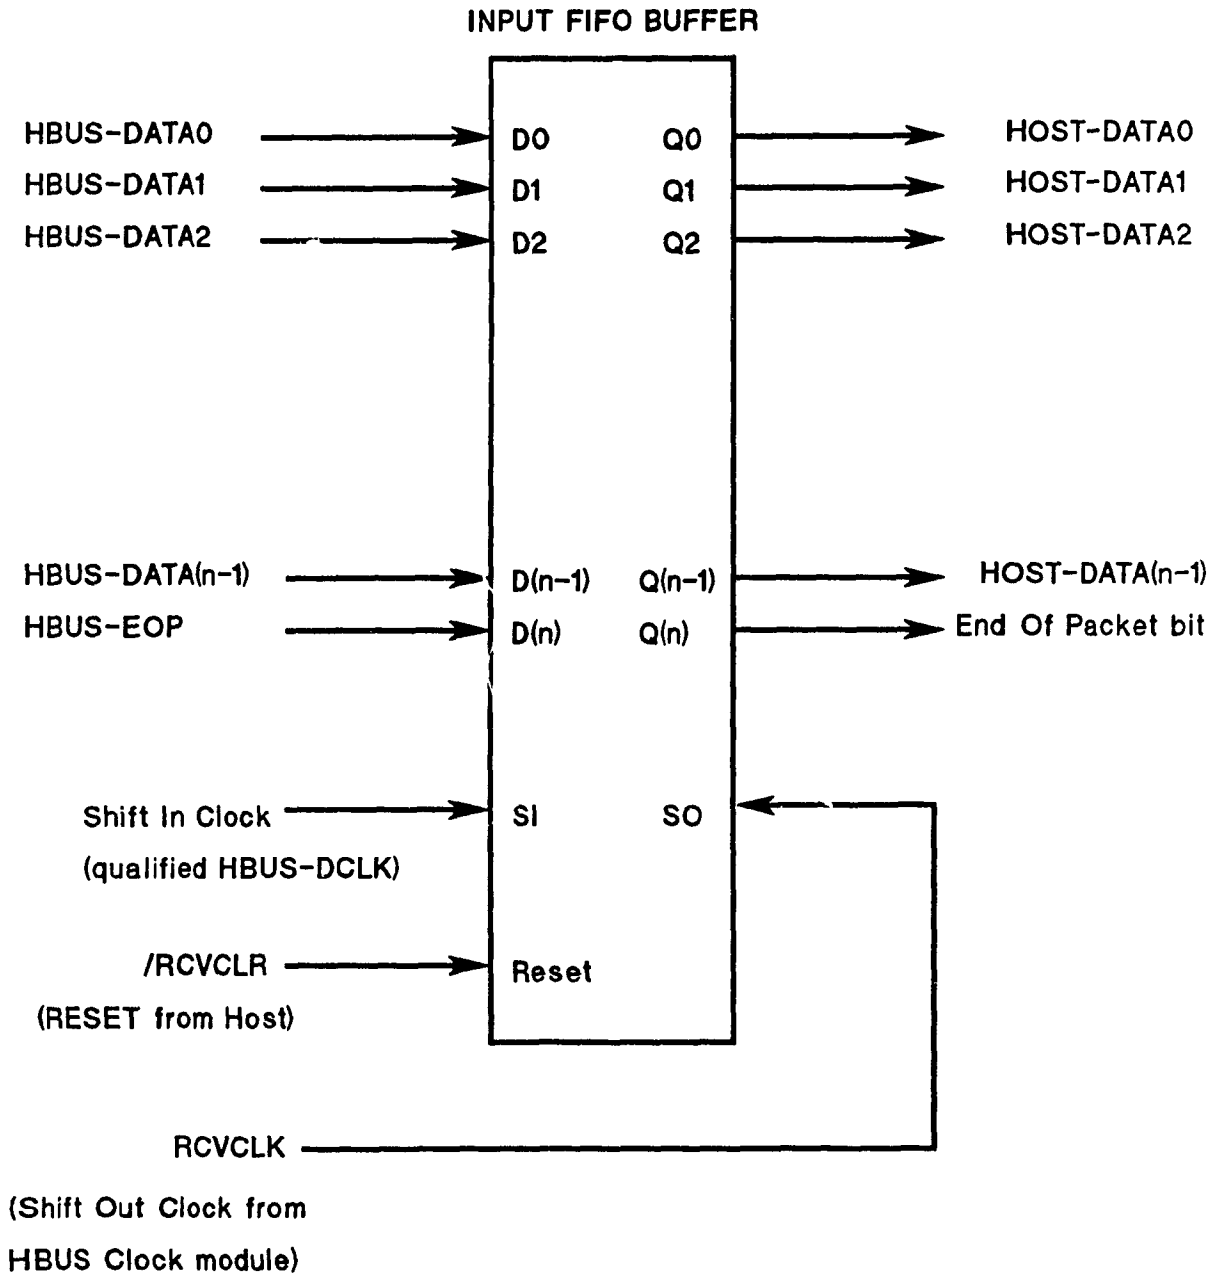 INPUT FIFO BUFFER
HBUS-DATA0 D0 Q0 HOST-DATA0
HBUS-DATA1 D1 Q1 HOST-DATA1
HBUS-DATA2 D2 Q2 HOST-DATA2
HBUS-DATA(n-1) D(n-1) Q(n-1) HOST-DATA(n-1)
HBUS-EOP D(n) Q(n) End Of Packet bit
Shift In Clock SI SO
(qualified HBUS-DCLK)
/RCVCLR Reset
(RESET from Host)
RCVCLK
(Shift Out Clock from
HBUS Clock module)